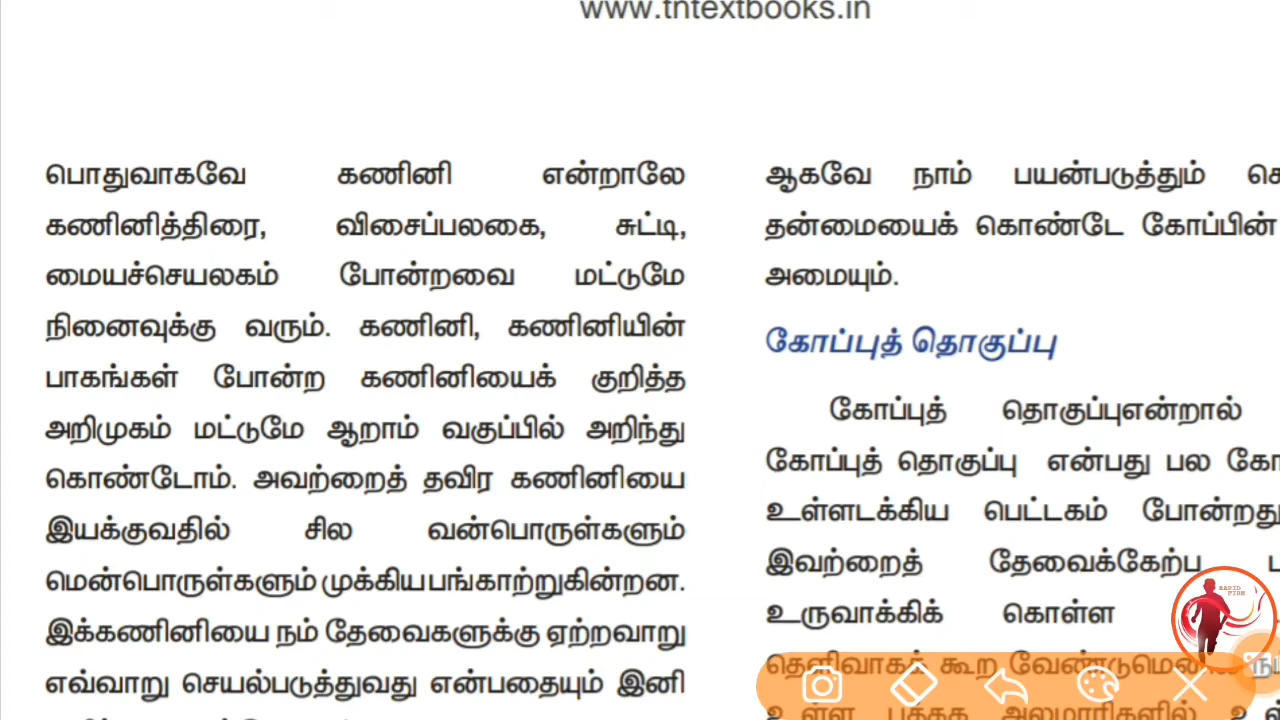 www.tntextbooks.in
பொதுவாகவே கணினி என்றாலே
கணினித்திரை, விசைப்பலகை, சுட்டி,
மையச்செயலகம் போன்றவை மட்டுமே
நினைவுக்கு வரும். கணினி, கணினியின்
பாகங்கள் போன்ற கணினியைக் குறித்த
அறிமுகம் மட்டுமே ஆறாம் வகுப்பில் அறிந்து
கொண்டோம். அவற்றைத் தவிர கணினியை
இயக்குவதில் சில வன்பொருள்களும்
மென்பொருள்களும் முக்கிய பங்காற்றுகின்றன.
இக்கணினியை நம் தேவைகளுக்கு ஏற்றவாறு
எவ்வாறு செயல்படுத்துவது என்பதையும் இனி
ஆகவே நாம் பயன்படுத்தும்
தன்மையைக் கொண்டே கோப்பின்
அமையும்.
கோப்புத் தொகுப்பு
கோப்புத் தொகுப்புஎன்றால்
கோப்புத் தொகுப்பு என்பது பல
உள்ளடக்கிய பெட்டகம் போன்றது
இவற்றைத் தேவைக்கேற்ப
உருவாக்கிக் கொள்ள
தெளிவாகக் கூற
RAPID